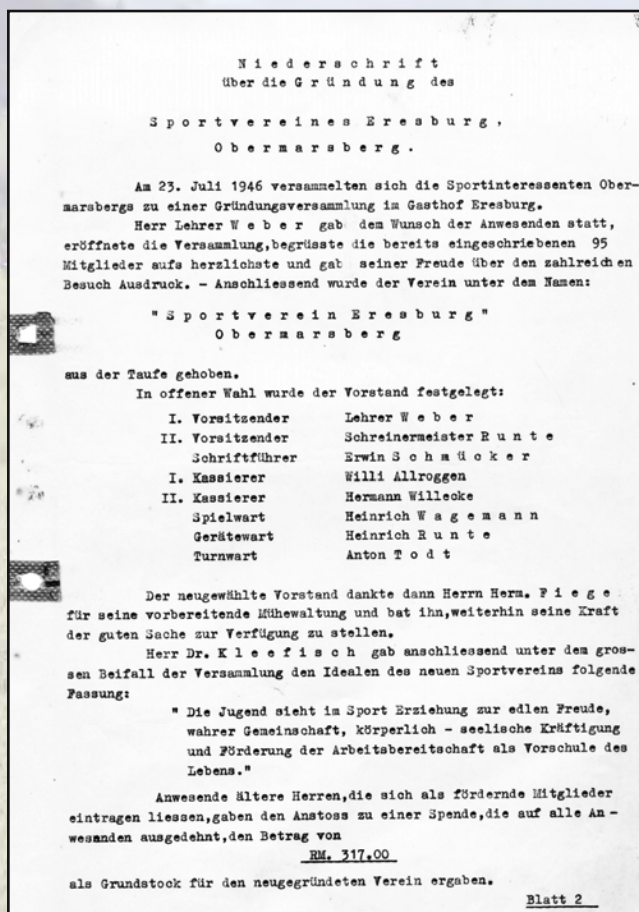 N i e d e r s c h r i f t
über die G r ü n d u n g des
S p o r t v e r e i n e s E r e s b u r g ,
O b e r m a r s b e r g .
Am 23. Juli 1946 versammelten sich die Sportinteressenten Ober-
marsbergs zu einer Gründungsversammlung im Gasthof Eresburg.
Herr Lehrer W e b e r gab dem Wunsch der Anwesenden statt,
eröffnete die Versammlung,begrüsste die bereits eingeschriebenen 95
Mitglieder aufs herzlichste und gab seiner Freude über den zahlreichen
Besuch Ausdruck. - Anschliessend wurde der Verein unter dem Namen:
" S p o r t v e r e i n E r e s b u r g "
O b e r m a r s b e r g
aus der Taufe gehoben.
In offener Wahl wurde der Vorstand festgelegt:
I. Vorsitzender Lehrer W e b e r
II. Vorsitzender Schreinermeister R u n t e
Schriftführer Erwin S c h m ü c k e r
I. Kassierer Willi Allroggen
II. Kassierer Hermann Willecke
Spielwart Heinrich W a g e m a n n
Gerätewart Heinrich R u n t e
Turnwart Anton T o d t
Der neugewählte Vorstand dankte dann Herrn Herm. F i e g e
für seine vorbereitende Mühewaltung und bat ihn,weiterhin seine Kraft
der guten Sache zur Verfügung zu stellen.
Herr Dr. K l e e f i s c h gab anschliessend unter dem gros-
sen Beifall der Versammlung den Idealen des neuen Sportvereins folgende
Fassung:
" Die Jugend sieht im Sport Erziehung zur edlen Freude,
wahrer Gemeinschaft, körperlich - seelische Kräftigung
und Förderung der Arbeitsbereitschaft als Vorschule des
Lebens."
Anwesende ältere Herren,die sich als fördernde Mitglieder
eintragen liessen,gaben den Anstoss zu einer Spende,die auf alle An-
wesanden ausgedehnt,den Betrag von
RM. 317.00
als Grundstock für den neugegründeten Verein ergaben.
Blatt 2